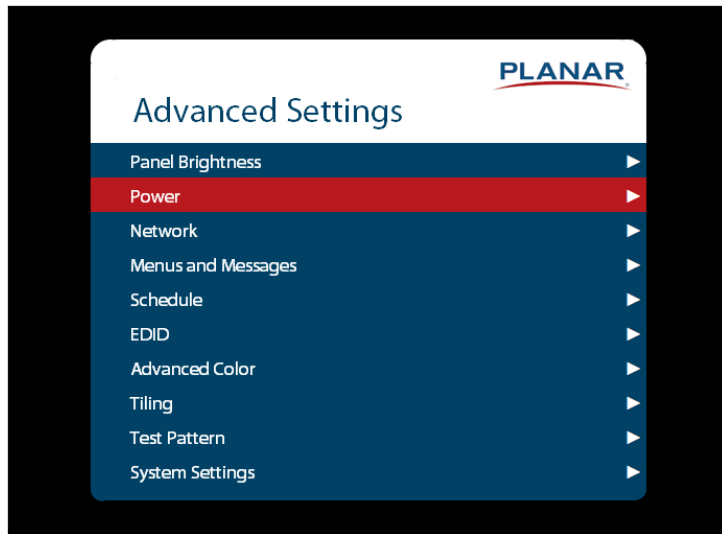 PLANAR
Advanced Settings
Panel Brightness
Power
Network
Menus and Messages
Schedule
EDID
Advanced Color
Tiling
Test Pattern
System Settings